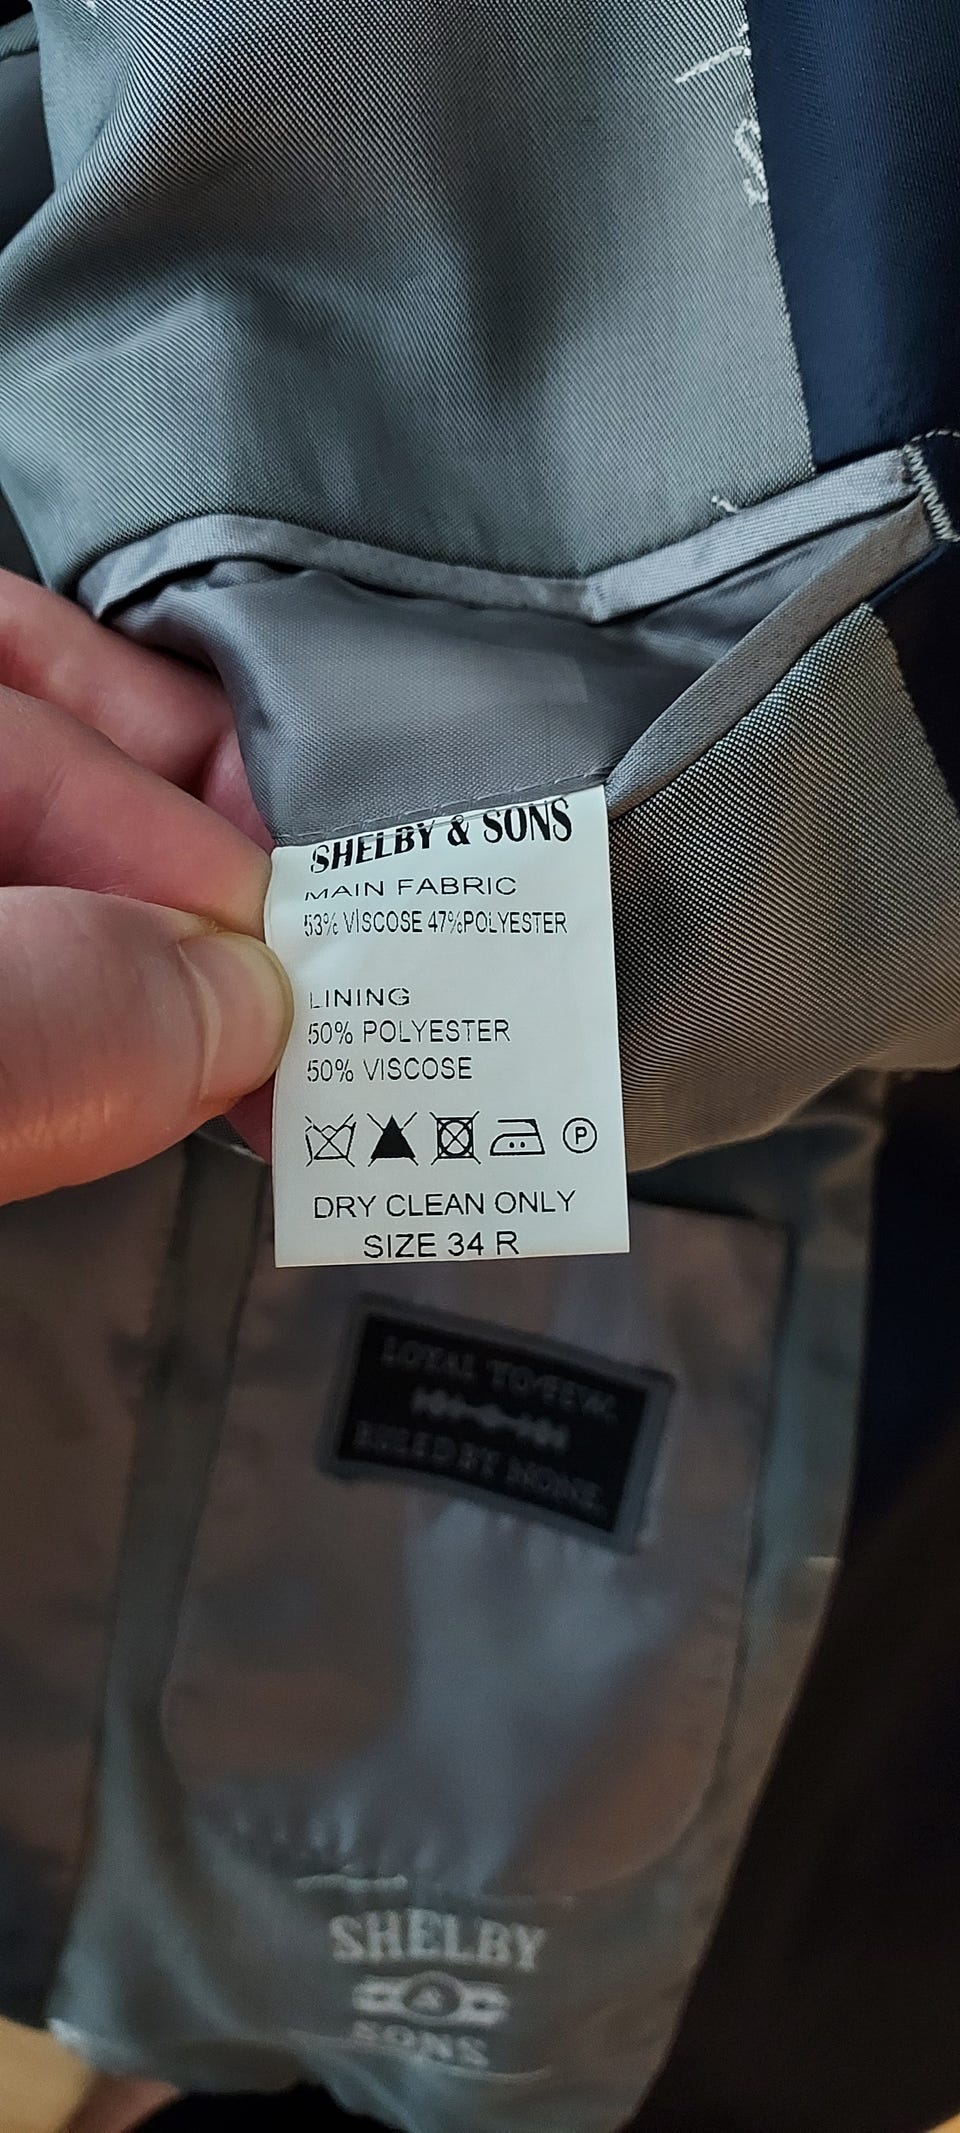 SHELBY & SONS
MAIN FABRIC
53% VISCOSE 47%POLYESTER
LINING
50% POLYESTER
50% VISCOSE
P
DRY CLEAN ONLY
SIZE 34 R
LOYAL TO FEW.
RULED BY NONE.
SHELBY
&
SONS